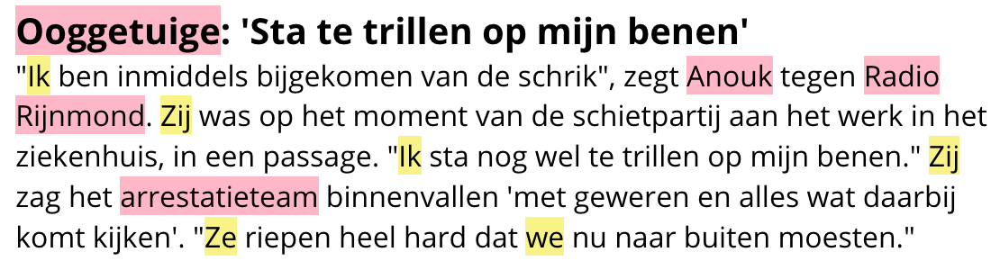 Ooggetuige: 'Sta te trillen op mijn benen'
"Ik ben inmiddels bijgekomen van de schrik", zegt Anouk tegen Radio
Rijnmond. Zij was op het moment van de schietpartij aan het werk in het
ziekenhuis, in een passage. "Ik sta nog wel te trillen op mijn benen." Zij
zag het arrestatieteam binnenvallen 'met geweren en alles wat daarbij
komt kijken'. "Ze riepen heel hard dat we nu naar buiten moesten."